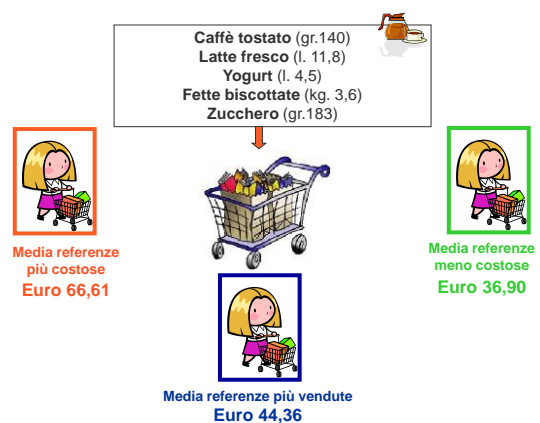 Caffè tostato (gr.140)
Latte fresco (l. 11,8)
Yogurt (l. 4,5)
Fette biscottate (kg. 3,6)
Zucchero (gr.183)
Media referenze
più costose
Euro 66,61
Media referenze
meno costose
Euro 36,90
Media referenze più vendute
Euro 44,36